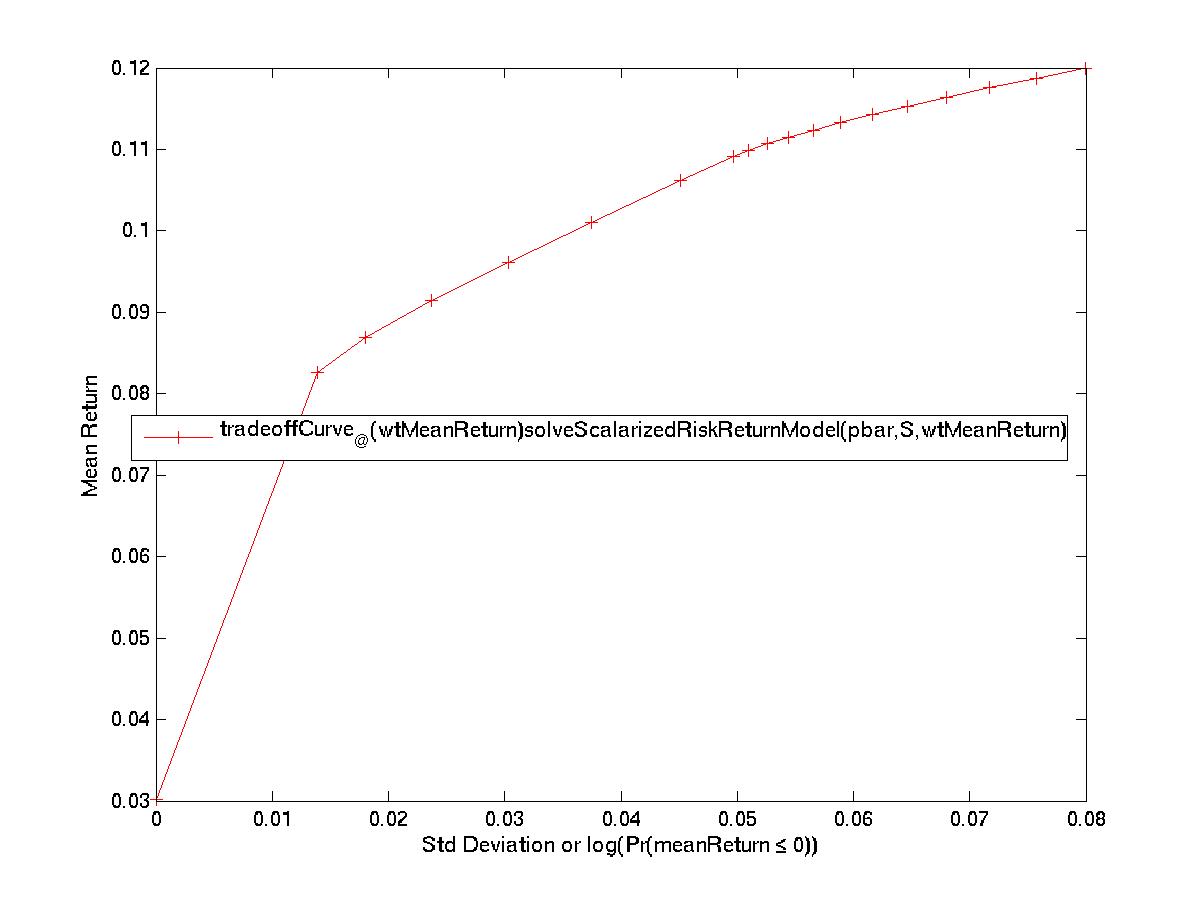 0.12
0.11
0.1
0.09
0.08
0.07
0.06
0.05
0.04
0.03
Mean Return
tradeoffCurve@(wtMeanReturn)solveScalarizedRiskReturnModel(pbar,S,wtMeanReturn)
0 0.01 0.02 0.03 0.04 0.05 0.06 0.07 0.08
Std Deviation or log(Pr(meanReturn ≤ 0))